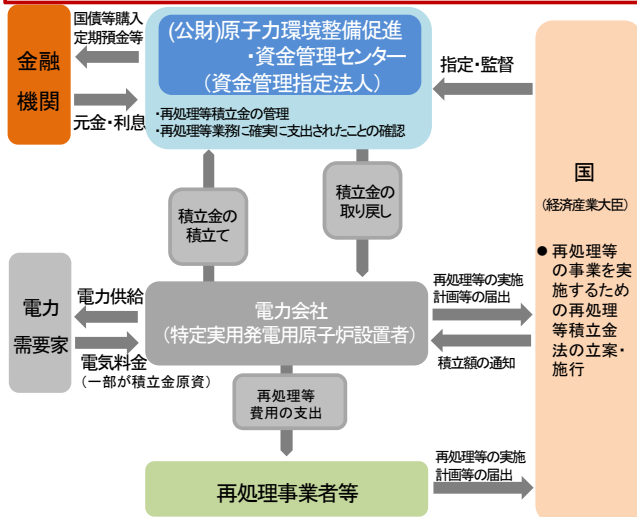 金融
機関
国債等購入
定期預金等
元金・利息
(公財)原子力環境整備促進
・資金管理センター
(資金管理指定法人)
・再処理等積立金の管理
・再処理等業務に確実に支出されたことの確認
指定・監督
国
(経済産業大臣)
● 再処理等
の事業を実
施するため
の再処理
等積立金
法の立案・
施行
積立金の
積立て
積立金の
取り戻し
電力
需要家
電力供給
電気料金
(一部が積立金原資)
電力会社
(特定実用発電用原子炉設置者)
再処理等の実施
計画等の届出
積立額の通知
再処理等
費用の支出
再処理事業者等
再処理等の実施
計画等の届出